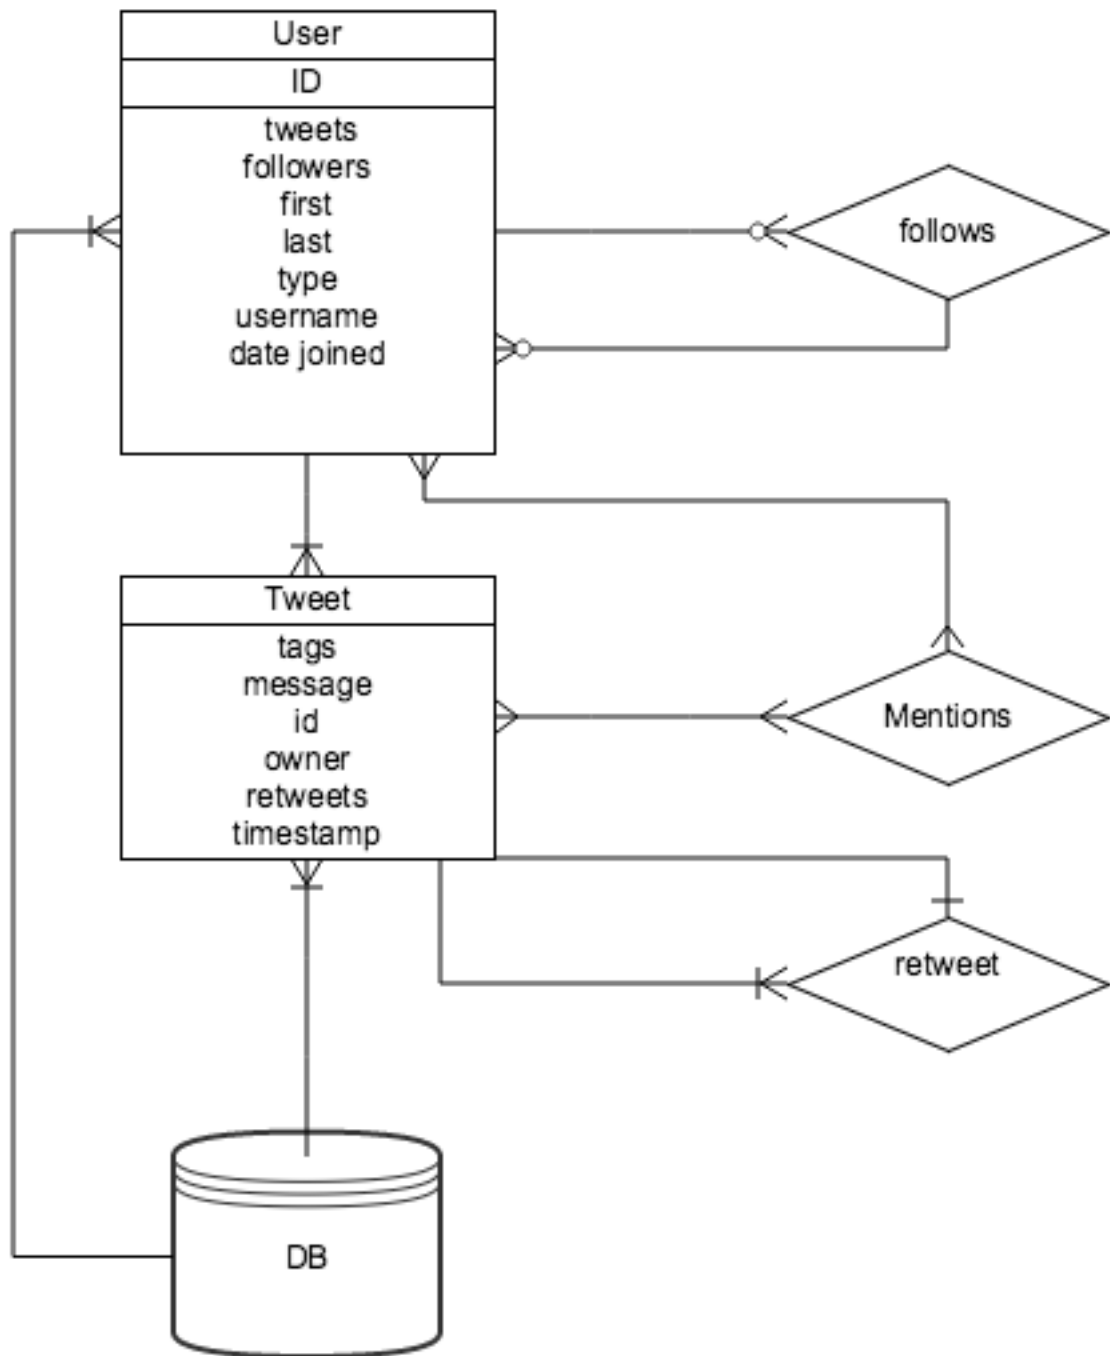 User
ID
tweets
followers
first
last
type
username
date joined
follows
Tweet
tags
message
id
owner
retweets
timestamp
Mentions
retweet
DB